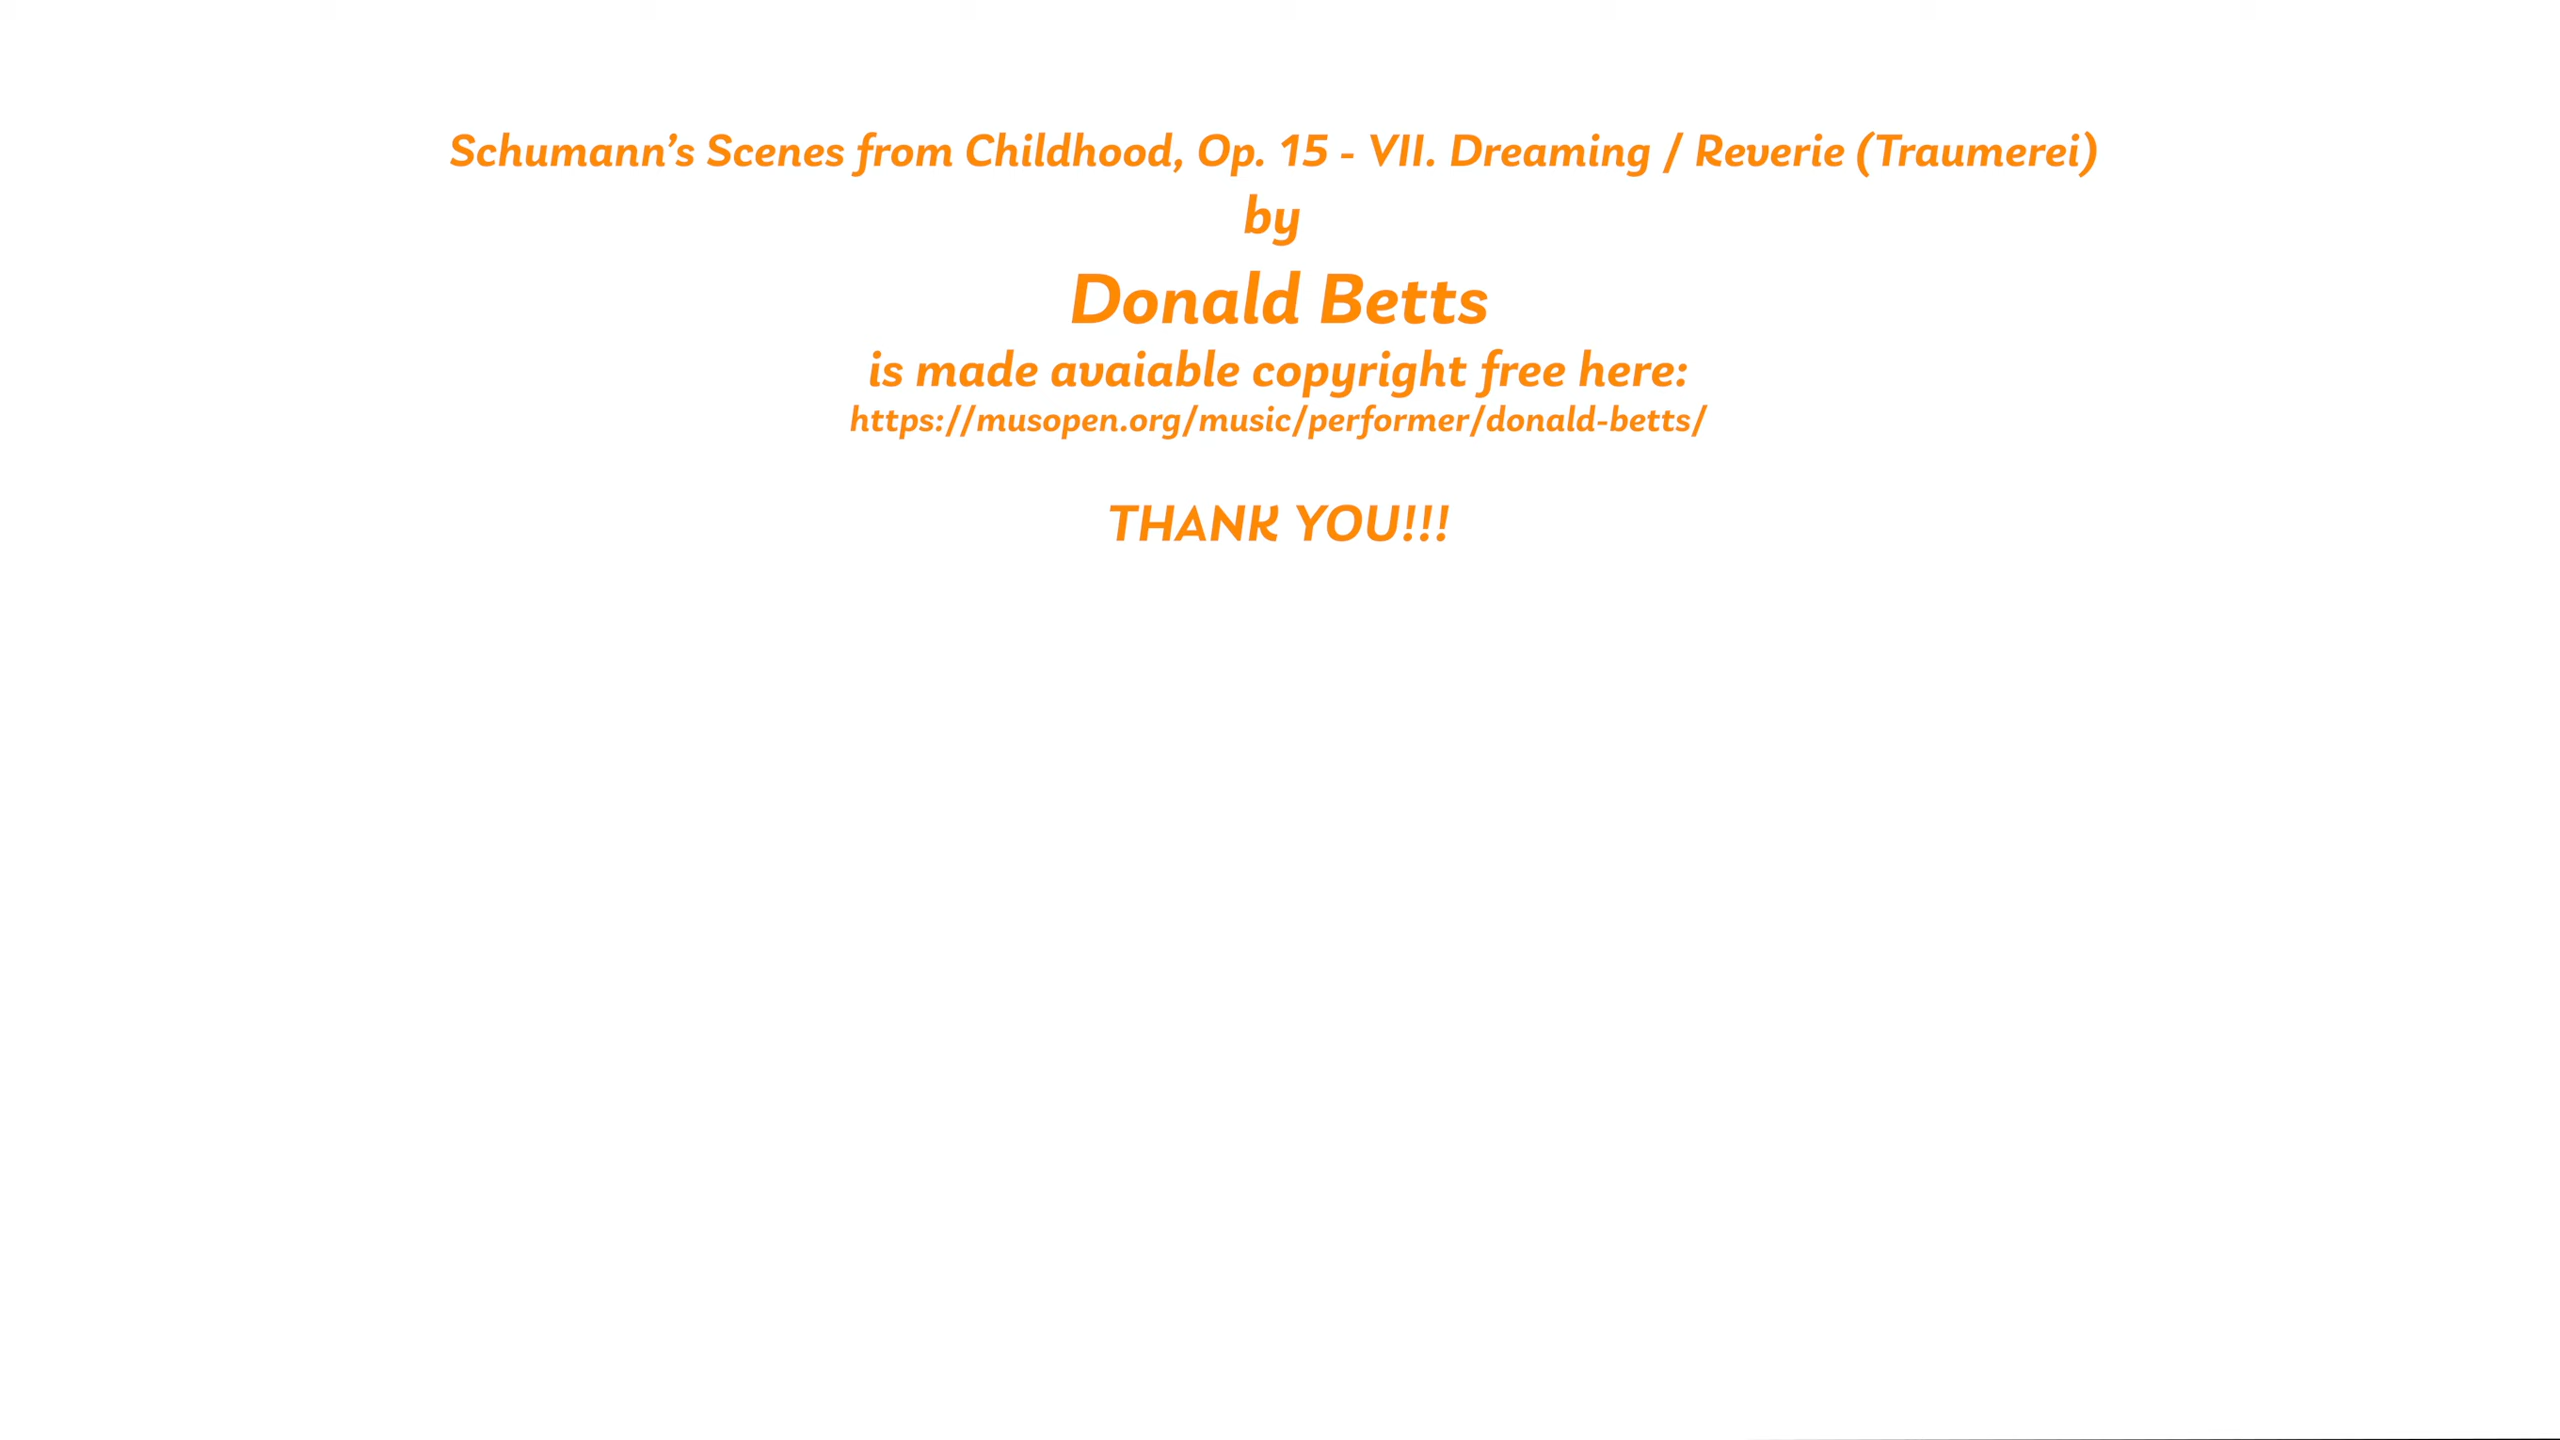 Schumann’s Scenes from Childhood, Op. 15 - VII. Dreaming / Reverie (Traumerei)
by
Donald Betts
is made avaiable copyright free here:
https://musopen.org/music/performer/donald-betts/
THANK YOU!!!